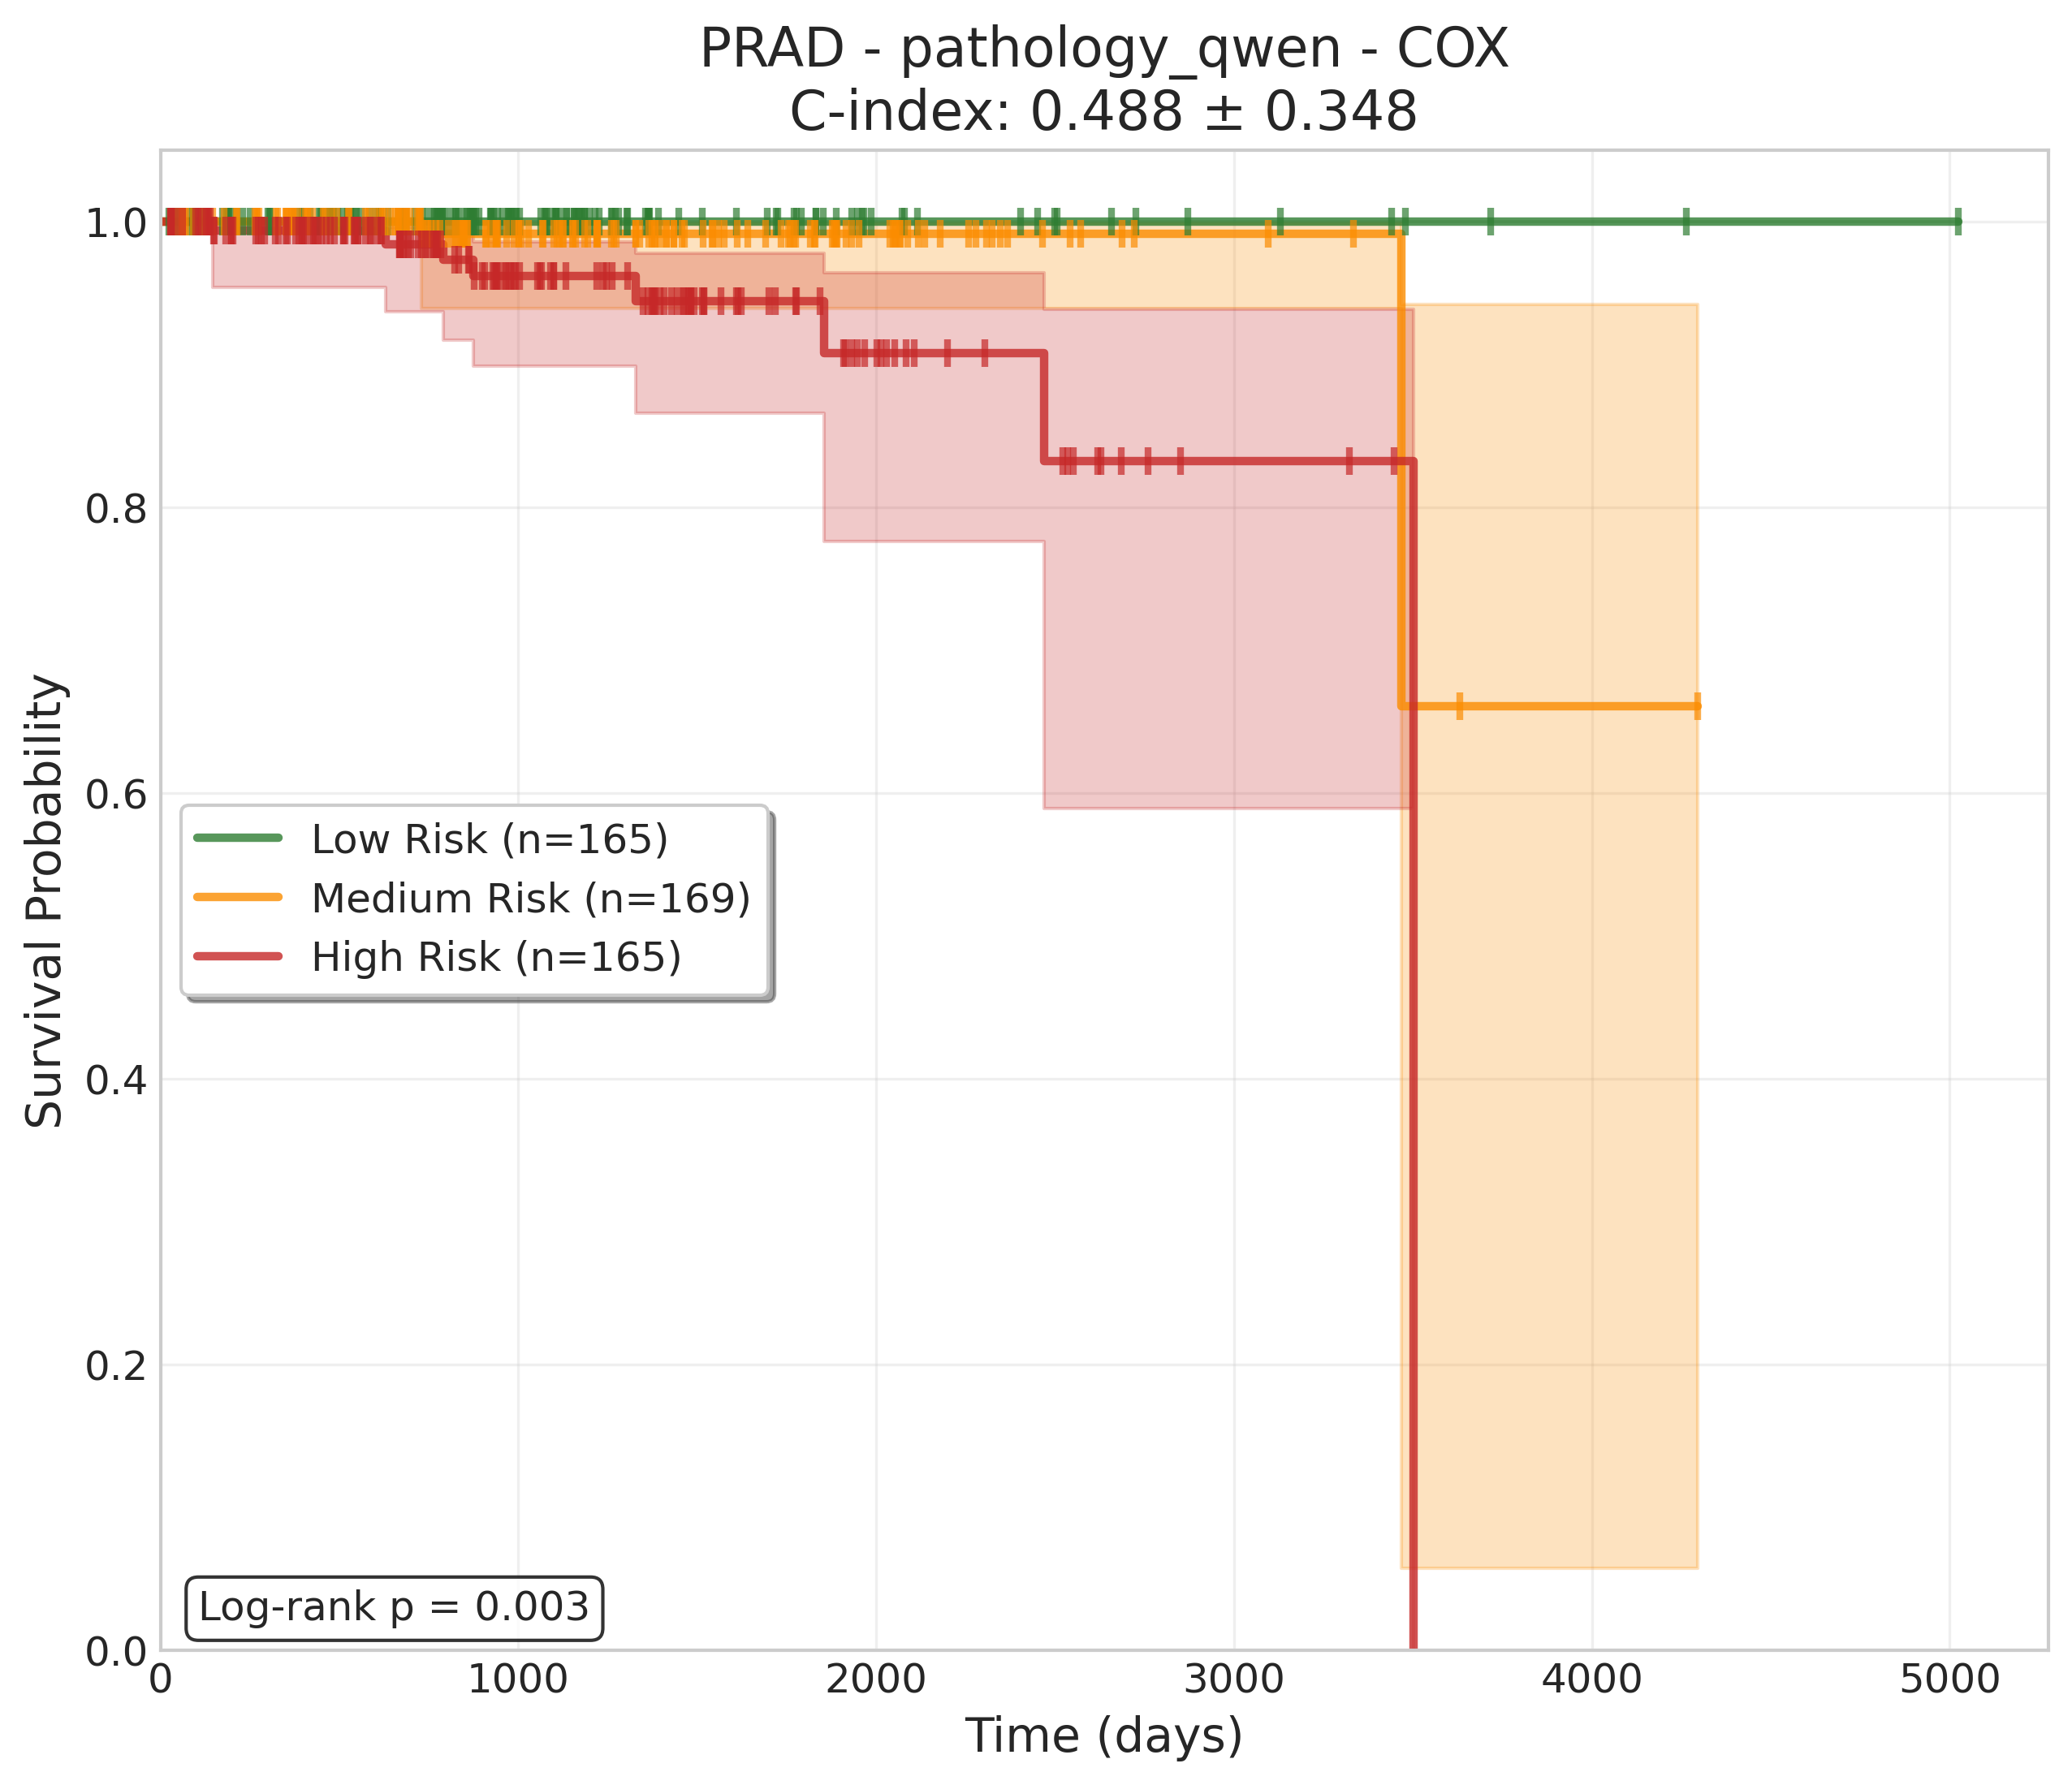 PRAD - pathology_qwen - COX
C-index: 0.488 ± 0.348
Survival Probability
1.0
0.8
0.6
0.4
0.2
0.0
Low Risk (n=165)
Medium Risk (n=169)
High Risk (n=165)
Log-rank p = 0.003
0
1000
2000
3000
4000
5000
Time (days)